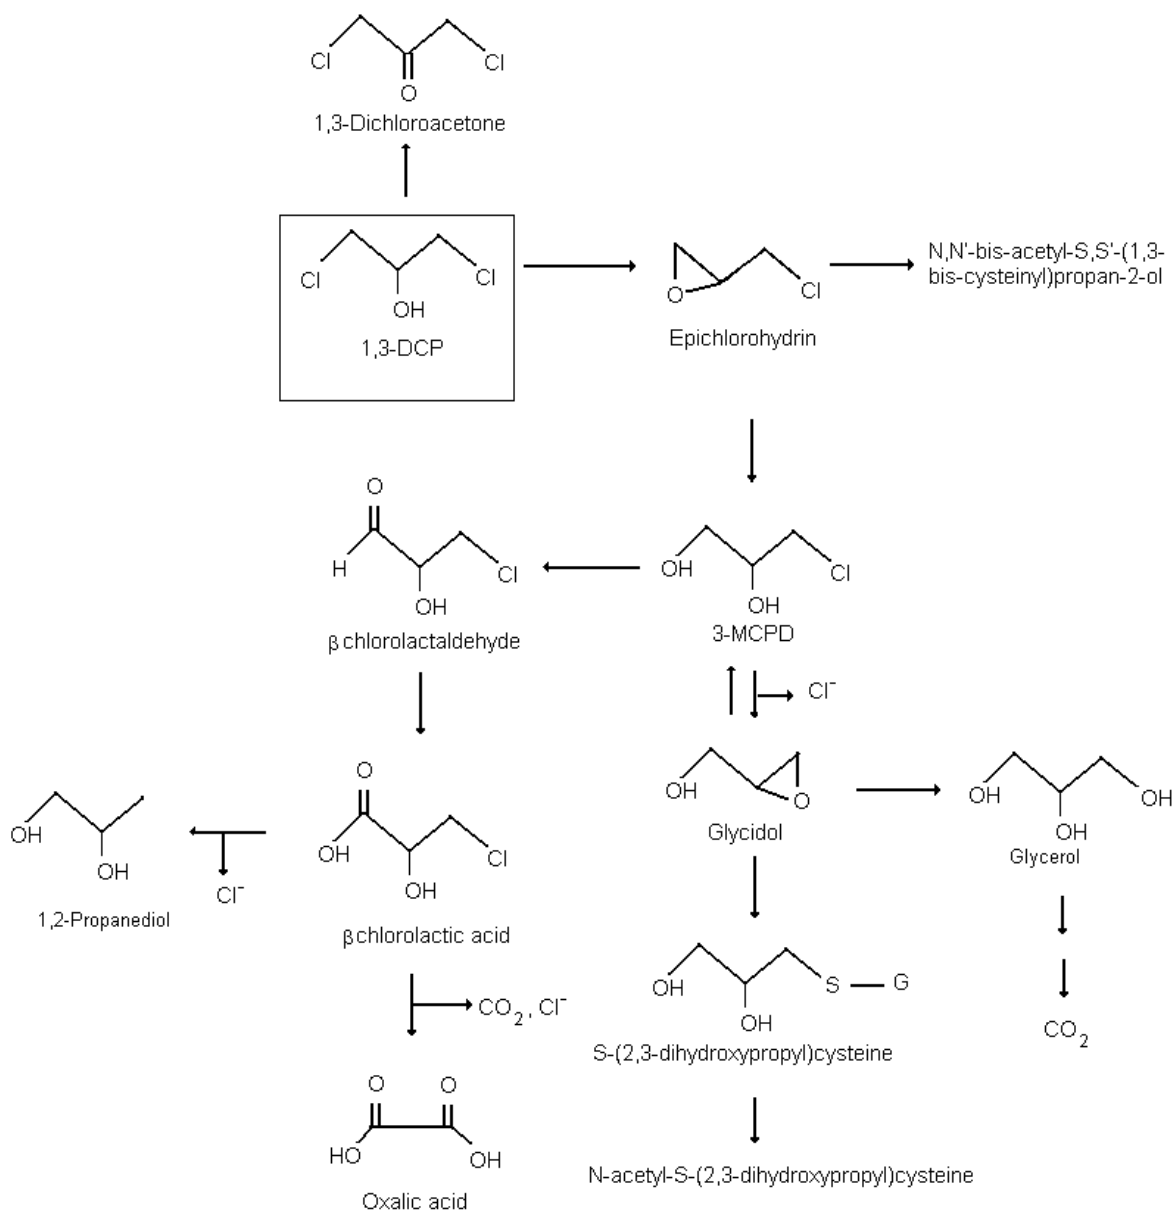 Cl
Cl
O
1,3-Dichloroacetone
Cl
Cl
OH
1,3-DCP
O
Cl
Epichlorohydrin
N,N'-bis-acetyl-S,S'-(1,3-
bis-cysteinyl)propan-2-ol
O
H
Cl
OH
β chlorolactaldehyde
OH
Cl
OH
3-MCPD
Cl⁻
OH
O
Glycidol
OH
OH
OH
Glycerol
CO₂
O
OH
Cl
OH
βchlorolactic acid
OH
OH
Cl⁻
1,2-Propanediol
CO₂, Cl⁻
OH
S
G
OH
S-(2,3-dihydroxypropyl)cysteine
N-acetyl-S-(2,3-dihydroxypropyl)cysteine
O
O
HO
OH
Oxalic acid